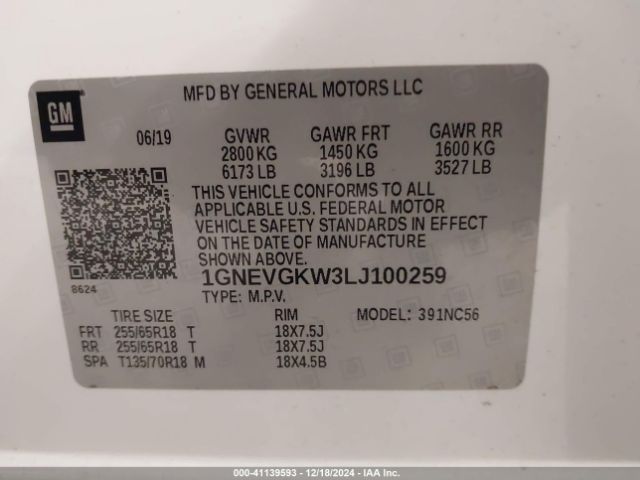 GM
MFD BY GENERAL MOTORS LLC
06/19 GVWR GAWR FRT GAWR RR
2800 KG 1450 KG 1600 KG
6173 LB 3196 LB 3527 LB
THIS VEHICLE CONFORMS TO ALL
APPLICABLE U.S. FEDERAL MOTOR
VEHICLE SAFETY STANDARDS IN EFFECT
ON THE DATE OF MANUFACTURE
SHOWN ABOVE.
8624
1GNEVGKW3LJ100259
TYPE: M.P.V.
TIRE SIZE RIM MODEL: 391NC56
FRT 255/65R18 T 18X7.5J
RR 255/65R18 T 18X7.5J
SPA T135/70R18 M 18X4.5B
000-41139593 - 12/18/2024 - IAAI.COM